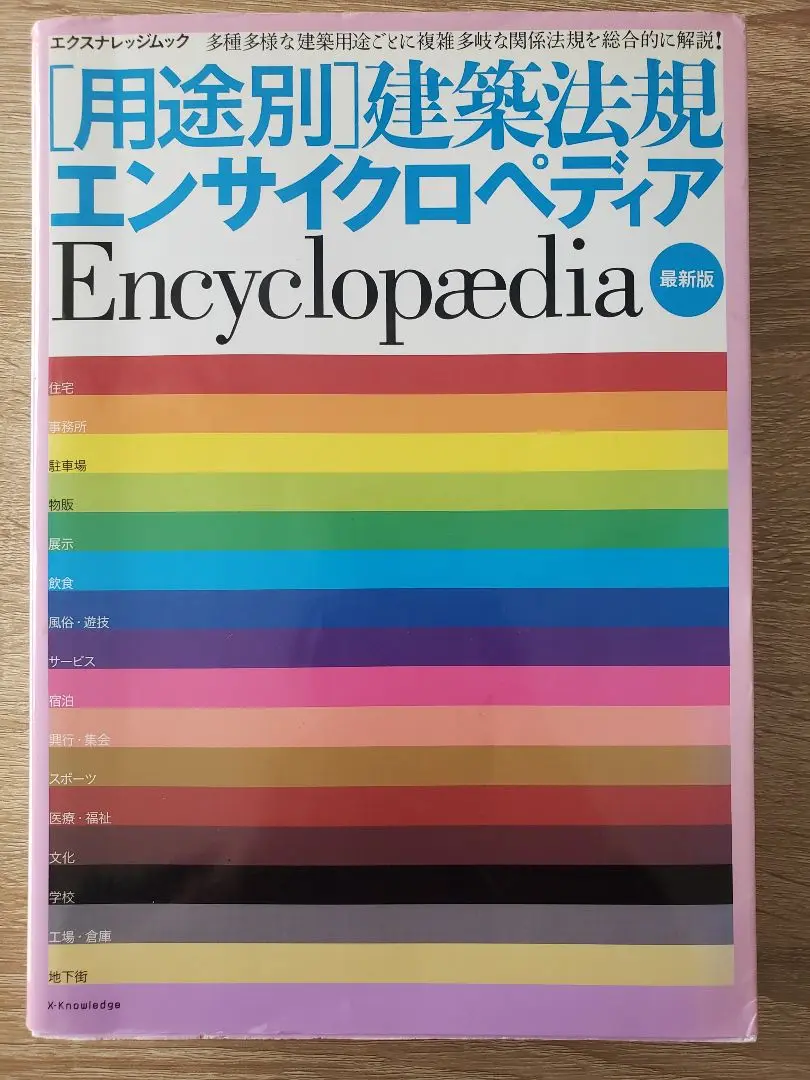 エクスナレッジムック 多種多様な建築用途ごとに複雑多岐な関係法規を総合的に解説!
[用途別]建築法規
エンサイクロペディア
Encyclopædia
最新版
住宅
事務所
駐車場
物販
展示
飲食
風俗・遊技
サービス
宿泊
興行・集会
スポーツ
医療・福祉
文化
学校
工場・倉庫
地下街
X-Knowledge